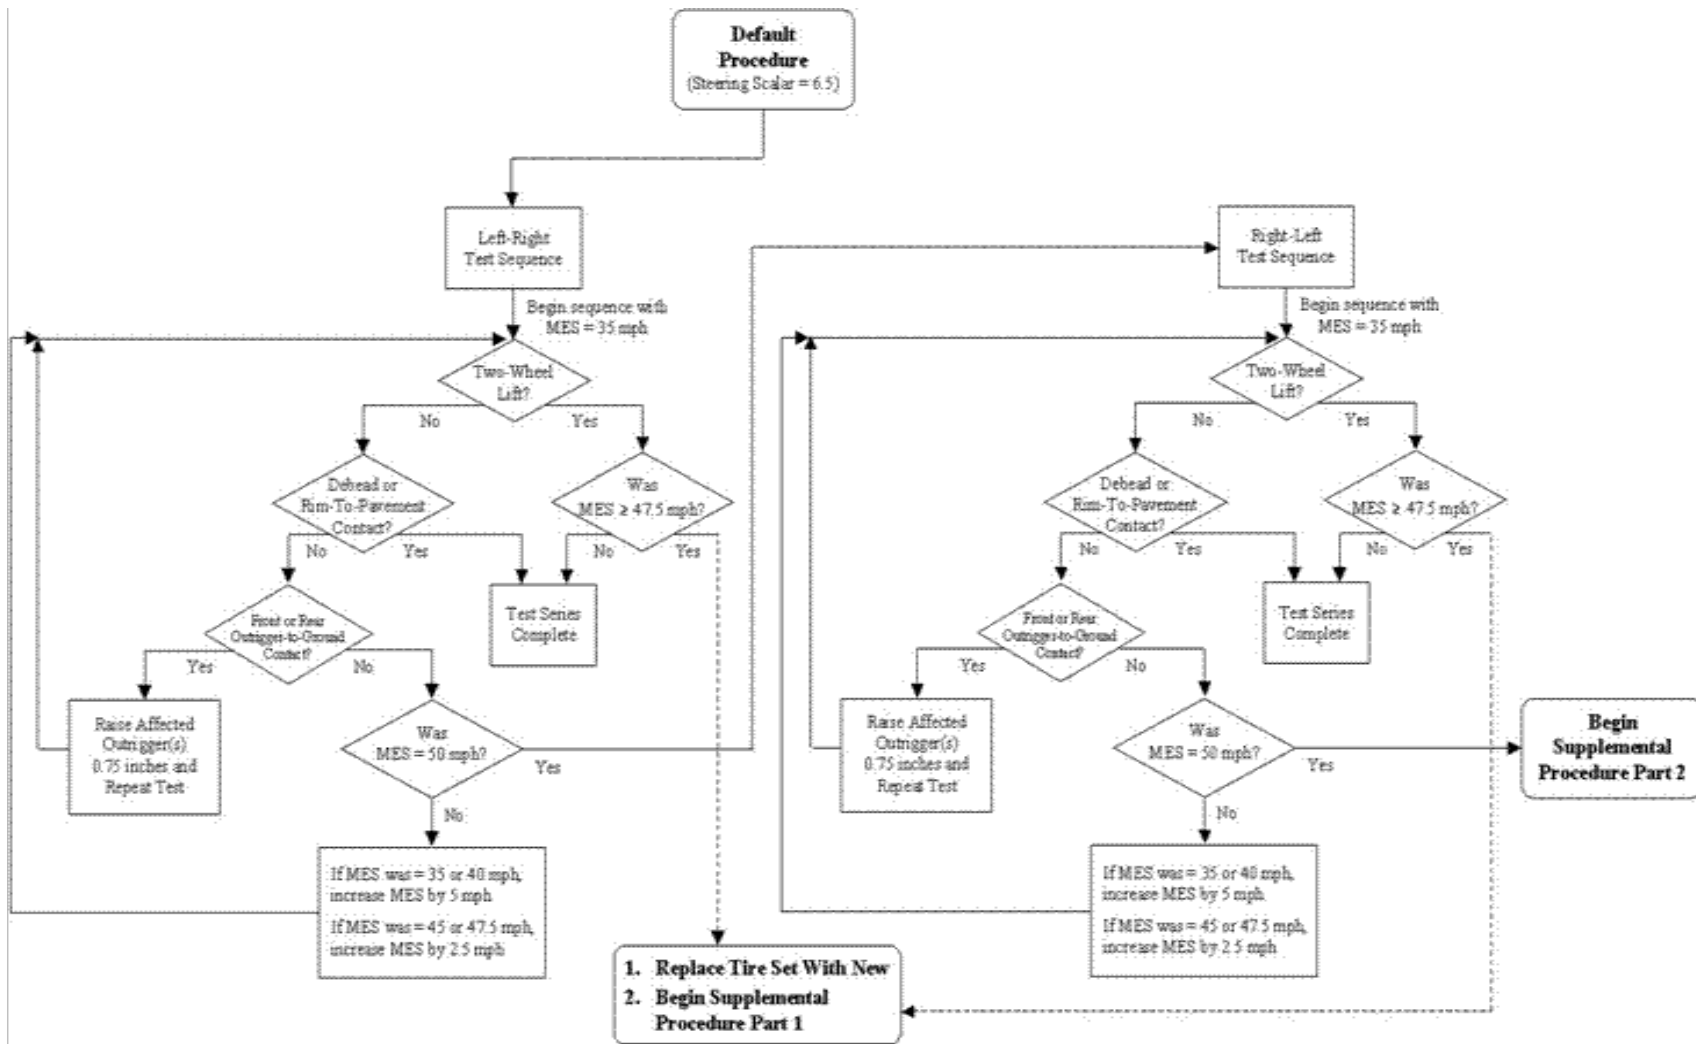 Default
Procedure
(Steering Scalar = 6.5)
Left-Right
Test Sequence
Begin sequence with
MES = 35 mph
Two-Wheel
Lift?
No
Yes
Debead or
Rim-To-Pavement
Contact?
Was
MES ≥ 47.5 mph?
No
Yes
No
Yes
Front or Rear
Outrigger-to-Ground
Contact?
Test Series
Complete
Yes
No
Raise Affected
Outrigger(s)
0.75 inches and
Repeat Test
Was
MES = 50 mph?
Yes
No
If MES was = 35 or 40 mph,
increase MES by 5 mph
If MES was = 45 or 47.5 mph,
increase MES by 2.5 mph
1. Replace Tire Set With New
2. Begin Supplemental
Procedure Part 1
Right-Left
Test Sequence
Begin sequence with
MES = 35 mph
Two-Wheel
Lift?
No
Yes
Debead or
Rim-To-Pavement
Contact?
Was
MES ≥ 47.5 mph?
No
Yes
No
Yes
Front or Rear
Outrigger-to-Ground
Contact?
Test Series
Complete
Yes
No
Raise Affected
Outrigger(s)
0.75 inches and
Repeat Test
Was
MES = 50 mph?
Yes
No
If MES was = 35 or 40 mph,
increase MES by 5 mph
If MES was = 45 or 47.5 mph,
increase MES by 2.5 mph
Begin
Supplemental
Procedure Part 2